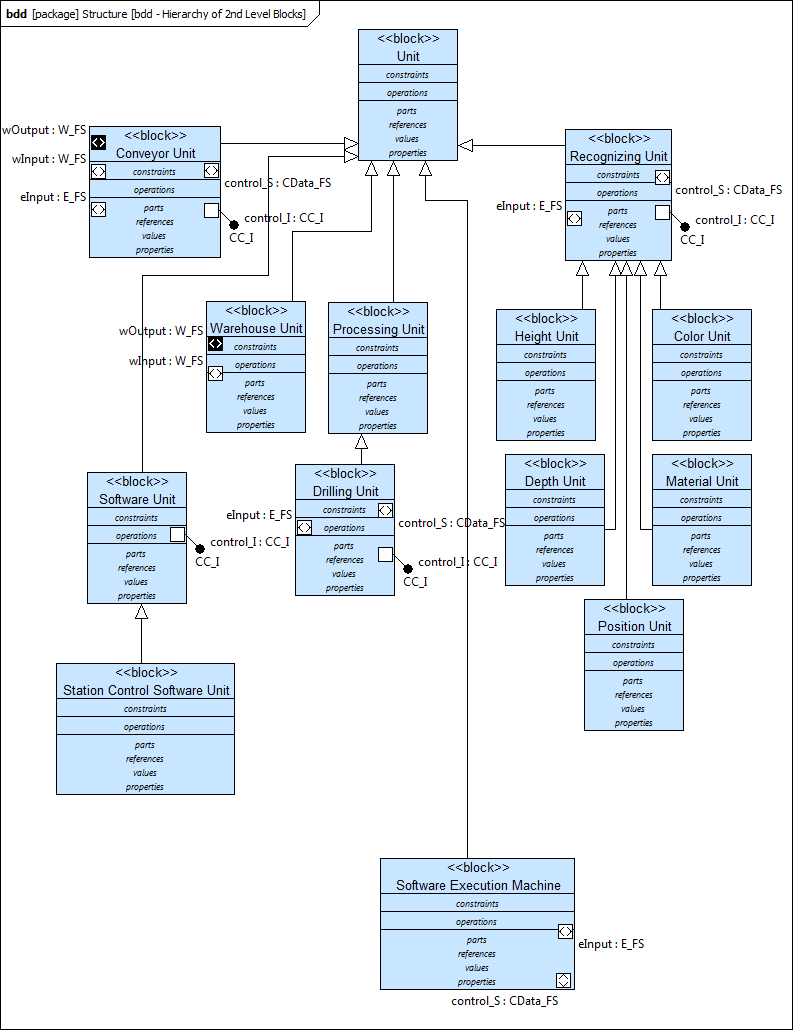 bdd [package] Structure [bdd - Hierarchy of 2nd Level Blocks]
<<block>>
Unit
constraints
operations
parts
references
values
properties
wOutput : W_FS
wInput : W_FS
eInput : E_FS
<<block>>
Conveyor Unit
constraints
operations
parts
references
values
properties
control_S : CData_FS
control_I : CC_I
CC_I
<<block>>
Recognizing Unit
constraints
operations
parts
references
values
properties
eInput : E_FS
control_S : CData_FS
control_I : CC_I
CC_I
wOutput : W_FS
wInput : W_FS
<<block>>
Warehouse Unit
constraints
operations
parts
references
values
properties
<<block>>
Processing Unit
constraints
operations
parts
references
values
properties
<<block>>
Height Unit
constraints
operations
parts
references
values
properties
<<block>>
Color Unit
constraints
operations
parts
references
values
properties
<<block>>
Software Unit
constraints
operations
parts
references
values
properties
control_I : CC_I
CC_I
eInput : E_FS
<<block>>
Drilling Unit
constraints
operations
parts
references
values
properties
control_S : CData_FS
control_I : CC_I
CC_I
<<block>>
Depth Unit
constraints
operations
parts
references
values
properties
<<block>>
Material Unit
constraints
operations
parts
references
values
properties
<<block>>
Position Unit
constraints
operations
parts
references
values
properties
<<block>>
Station Control Software Unit
constraints
operations
parts
references
values
properties
<<block>>
Software Execution Machine
constraints
operations
parts
references
values
properties
eInput : E_FS
control_S : CData_FS